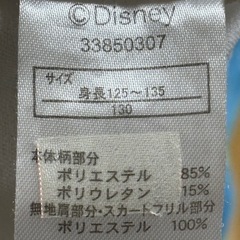 ©Disney
33850307
サイズ
身長125～135
130
本体柄部分
ポリエステル 85%
ポリウレタン 15%
無地肩部分・スカートフリル部分
ポリエステル 100%